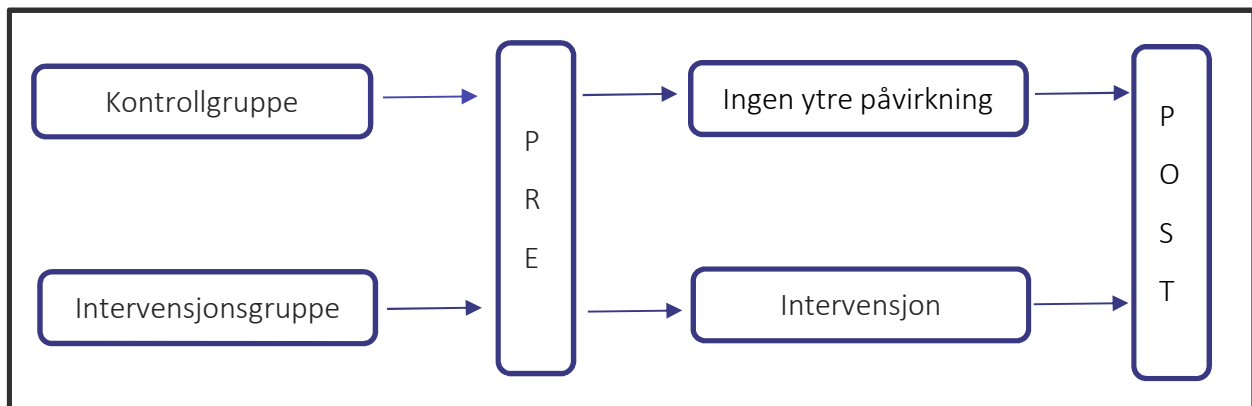 Kontrollgruppe
Intervensjonsgruppe
P
R
E
Ingen ytre påvirkning
Intervensjon
P
O
S
T